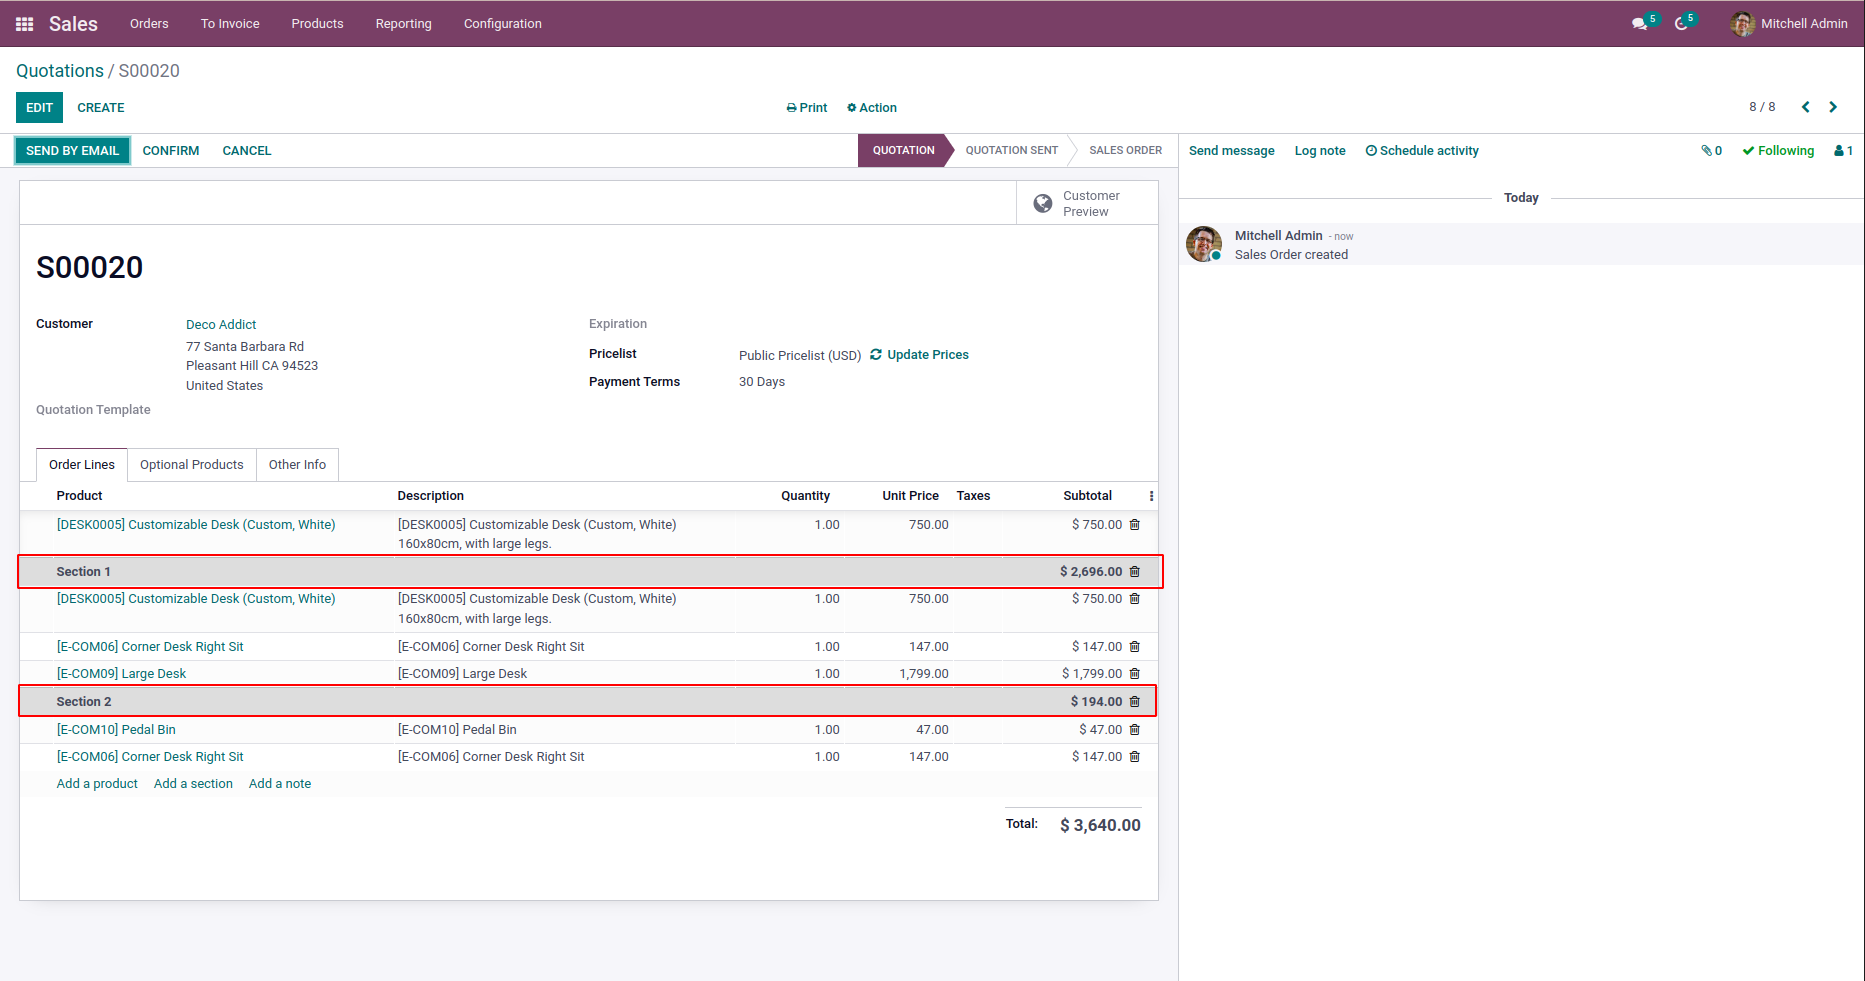 Sales Orders To Invoice Products Reporting Configuration 5 5 Mitchell Admin
Quotations / S00020
EDIT CREATE Print Action 8 / 8
SEND BY EMAIL CONFIRM CANCEL QUOTATION QUOTATION SENT SALES ORDER
Send message Log note Schedule activity 0 Following 1
Customer
Preview
Today
Mitchell Admin - now
Sales Order created
S00020
Customer Deco Addict
77 Santa Barbara Rd
Pleasant Hill CA 94523
United States
Quotation Template
Expiration
Pricelist Public Pricelist (USD) Update Prices
Payment Terms 30 Days
Order Lines Optional Products Other Info
Product Description Quantity Unit Price Taxes Subtotal
[DESK0005] Customizable Desk (Custom, White) [DESK0005] Customizable Desk (Custom, White) 1.00 750.00 $ 750.00
160x80cm, with large legs.
Section 1 $ 2,696.00
[DESK0005] Customizable Desk (Custom, White) [DESK0005] Customizable Desk (Custom, White) 1.00 750.00 $ 750.00
160x80cm, with large legs.
[E-COM06] Corner Desk Right Sit [E-COM06] Corner Desk Right Sit 1.00 147.00 $ 147.00
[E-COM09] Large Desk [E-COM09] Large Desk 1.00 1,799.00 $ 1,799.00
Section 2 $ 194.00
[E-COM10] Pedal Bin [E-COM10] Pedal Bin 1.00 47.00 $ 47.00
[E-COM06] Corner Desk Right Sit [E-COM06] Corner Desk Right Sit 1.00 147.00 $ 147.00
Add a product Add a section Add a note
Total: $ 3,640.00